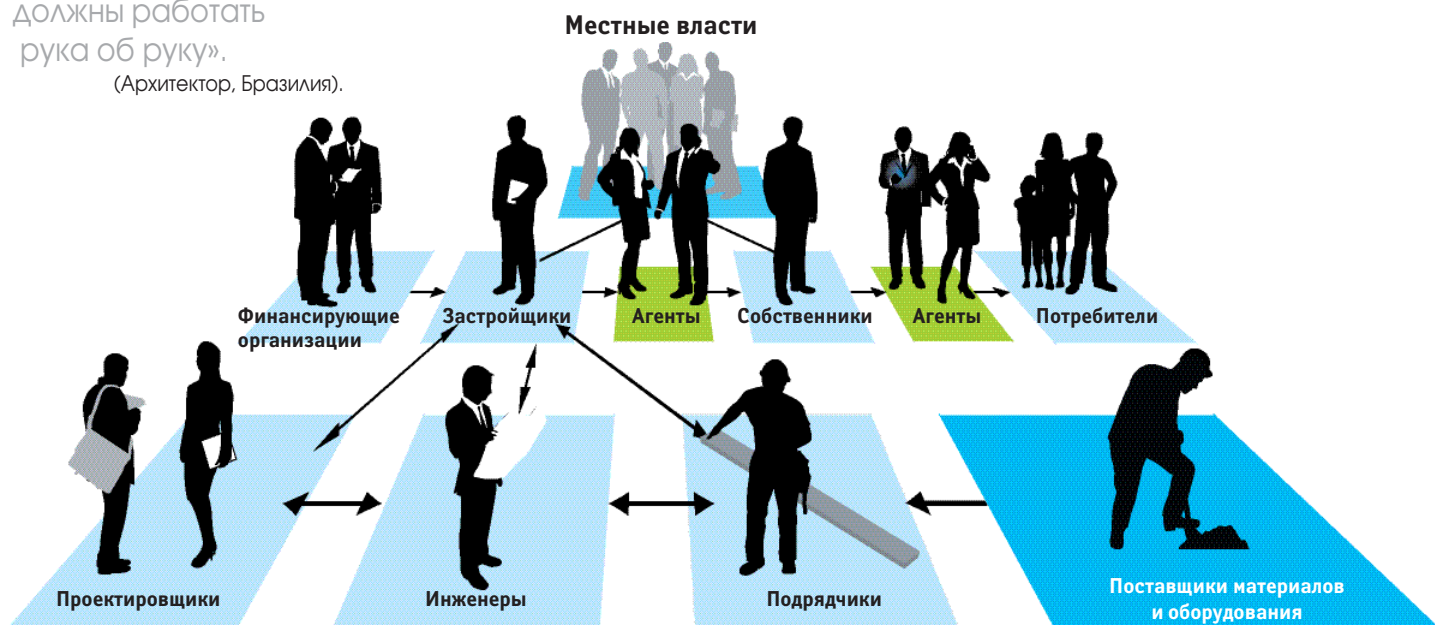 должны работать
рука об руку».
(Архитектор, Бразилия).
Местные власти
Финансирующие
организации
Застройщики
Агенты
Собственники
Агенты
Потребители
Проектировщики
Инженеры
Подрядчики
Поставщики материалов
и оборудования